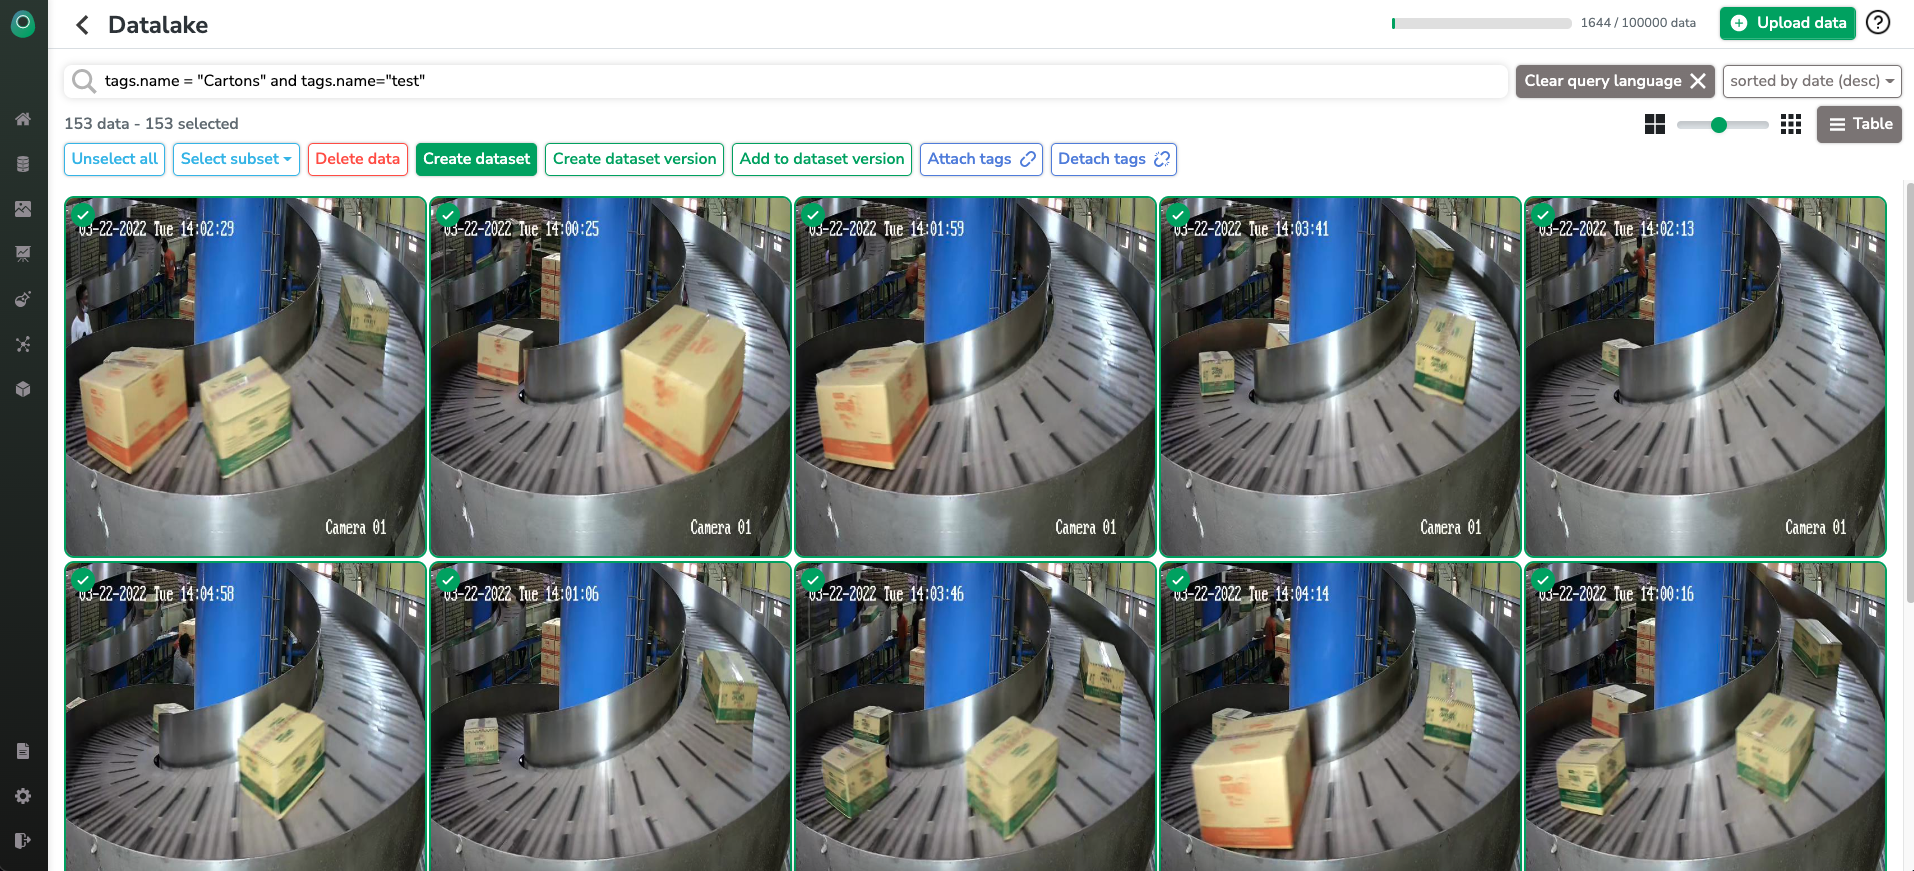 Datalake
1644 / 100000 data
Upload data
tags.name = "Cartons" and tags.name="test"
Clear query language
sorted by date (desc)
153 data - 153 selected
Table
Unselect all
Select subset
Delete data
Create dataset
Create dataset version
Add to dataset version
Attach tags
Detach tags
03-22-2022 Tue 14:02:29
03-22-2022 Tue 14:00:25
03-22-2022 Tue 14:01:59
03-22-2022 Tue 14:03:41
03-22-2022 Tue 14:02:13
Camera 01
Camera 01
Camera 01
Camera 01
Camera 01
03-22-2022 Tue 14:04:58
03-22-2022 Tue 14:01:06
03-22-2022 Tue 14:03:46
03-22-2022 Tue 14:04:14
03-22-2022 Tue 14:00:16